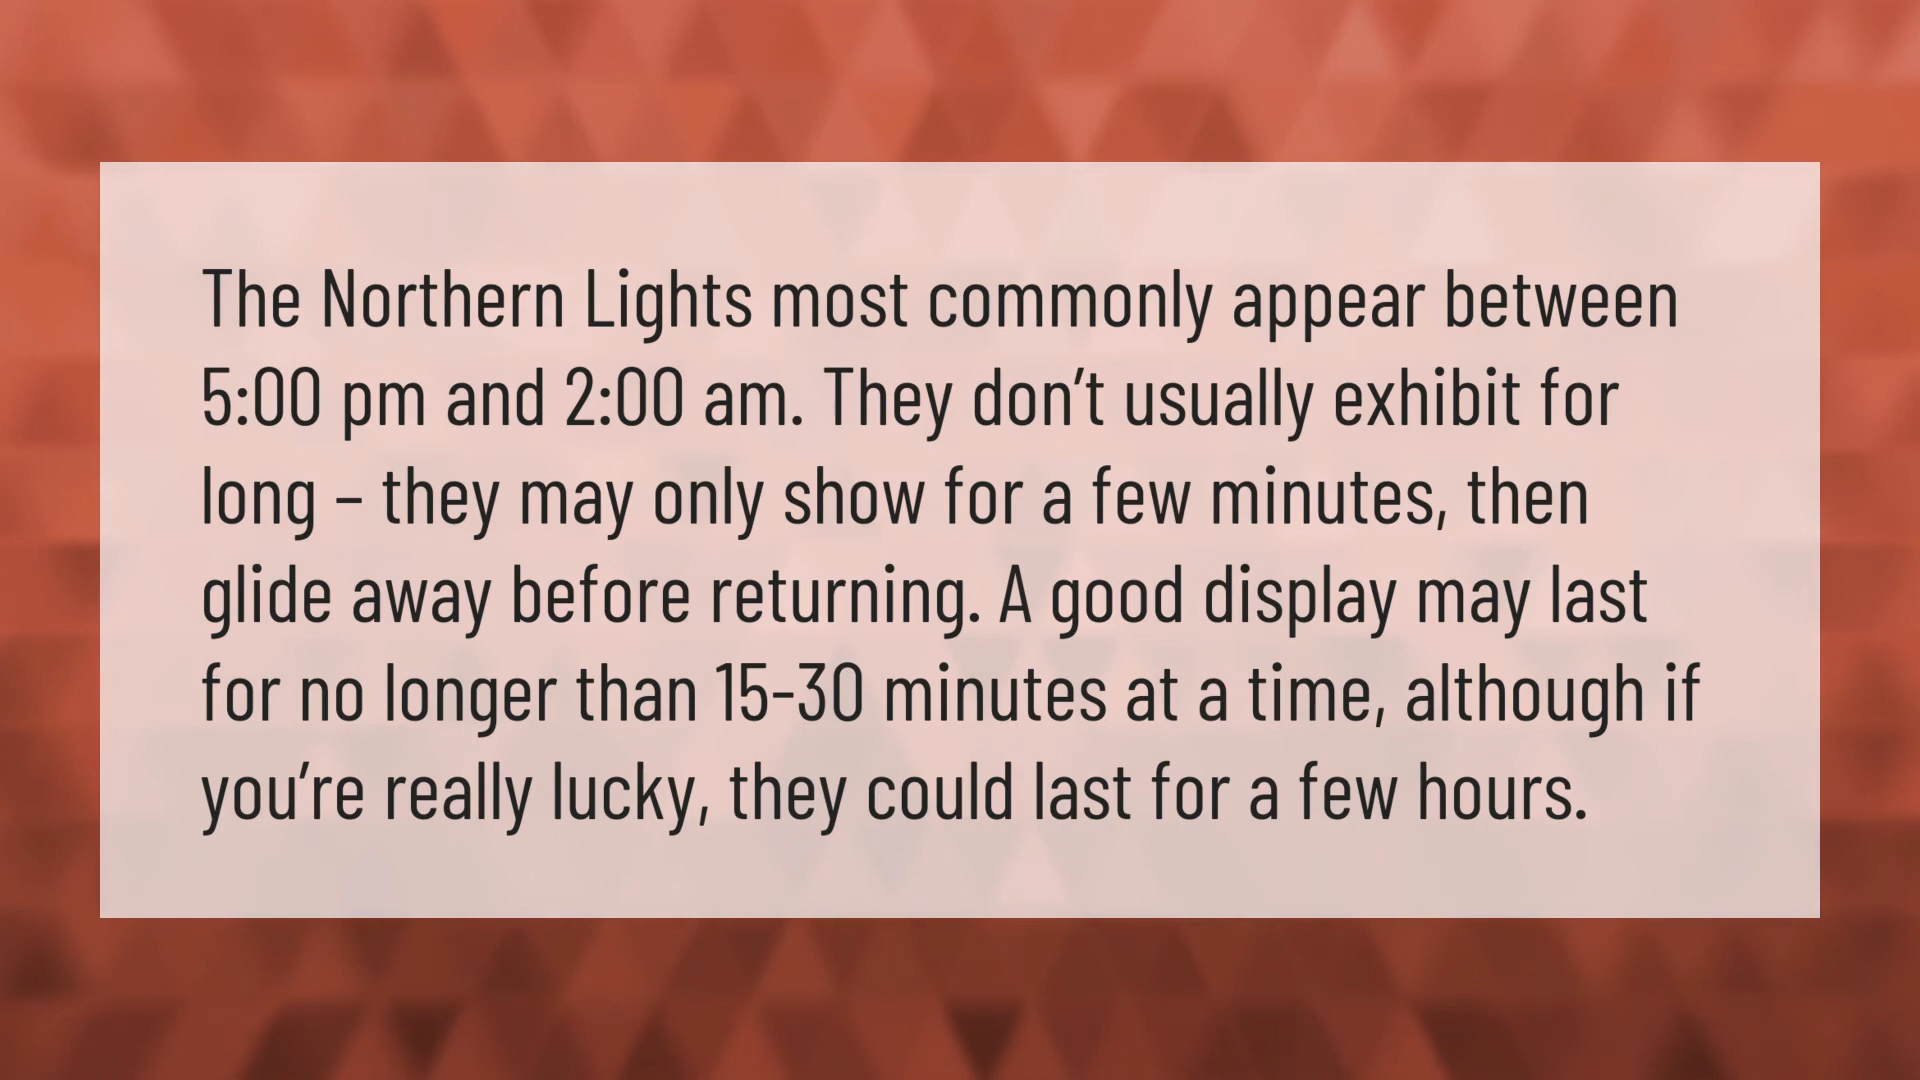 The Northern Lights most commonly appear between
5:00 pm and 2:00 am. They don’t usually exhibit for
long – they may only show for a few minutes, then
glide away before returning. A good display may last
for no longer than 15-30 minutes at a time, although if
you’re really lucky, they could last for a few hours.